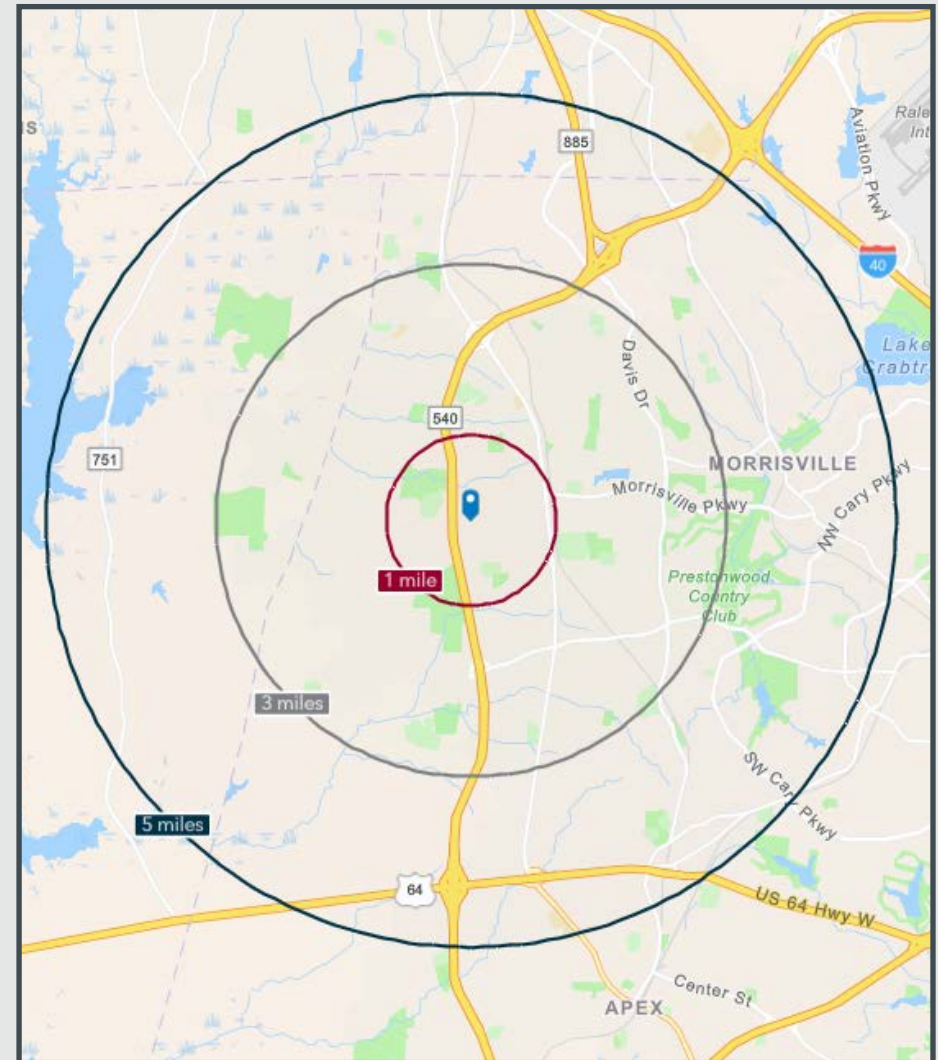 Rale
Int
Aviation Pkwy
IS
885
40
Lake
Crabtr
Davis Dr
540
751
MORRISVILLE
Morrisville Pkwy
NW Cary Pkwy
1 mile
Prestonwood
Country
Club
3 miles
SW Cary Pkwy
5 miles
64
US 64 Hwy W
Center St
APEX